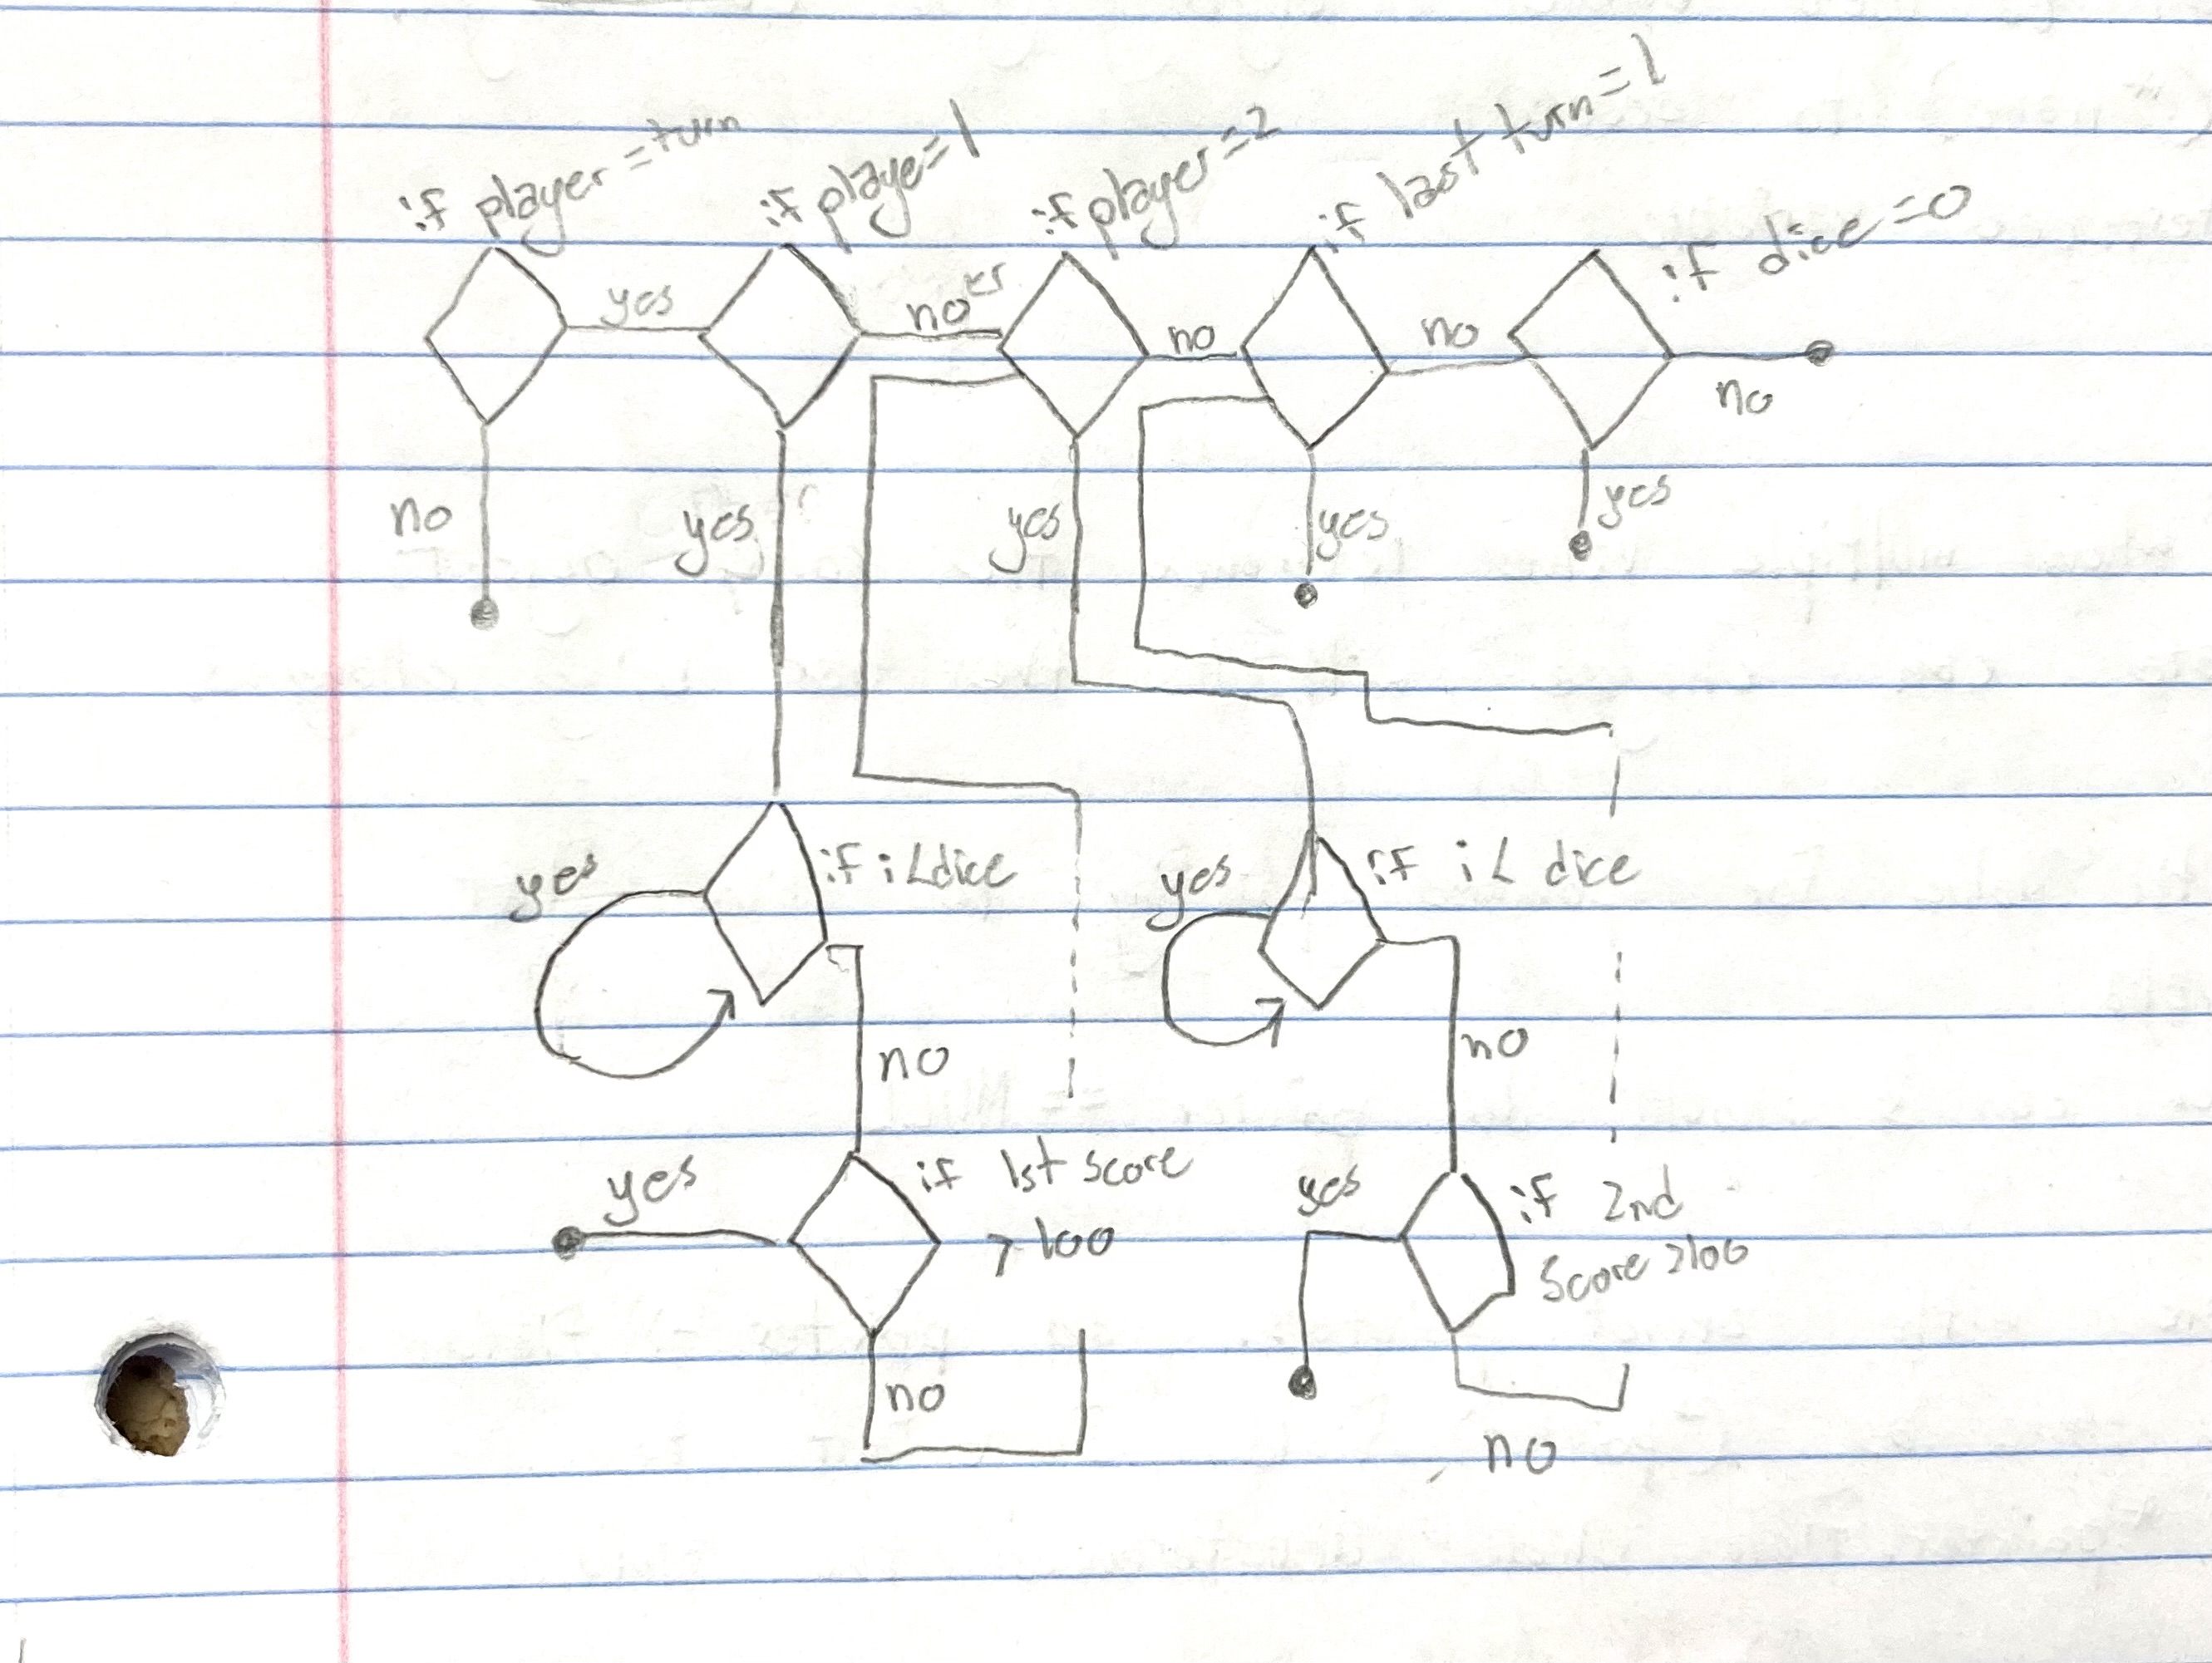 if player = turn
if playe = 1
if player = 2
if last turn = 1
if dice = 0
yes
no
no
no
no
no
yes
yes
yes
yes
yes
if i < dice
yes
if i < dice
no
no
yes
if 1st score
> 100
yes
if 2nd
Score > 100
no
no